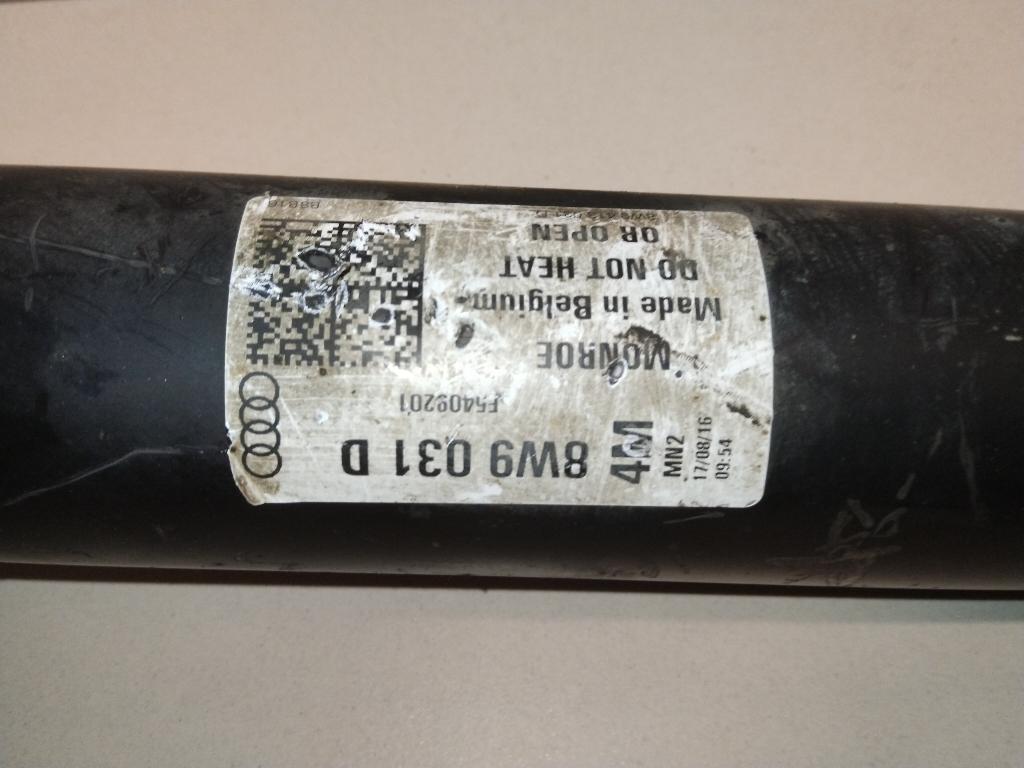 4M 8W9 031 D
MN2
17/08/16
09:54
F5409201
MONROE
Made in Belgium
DO NOT HEAT
OR OPEN